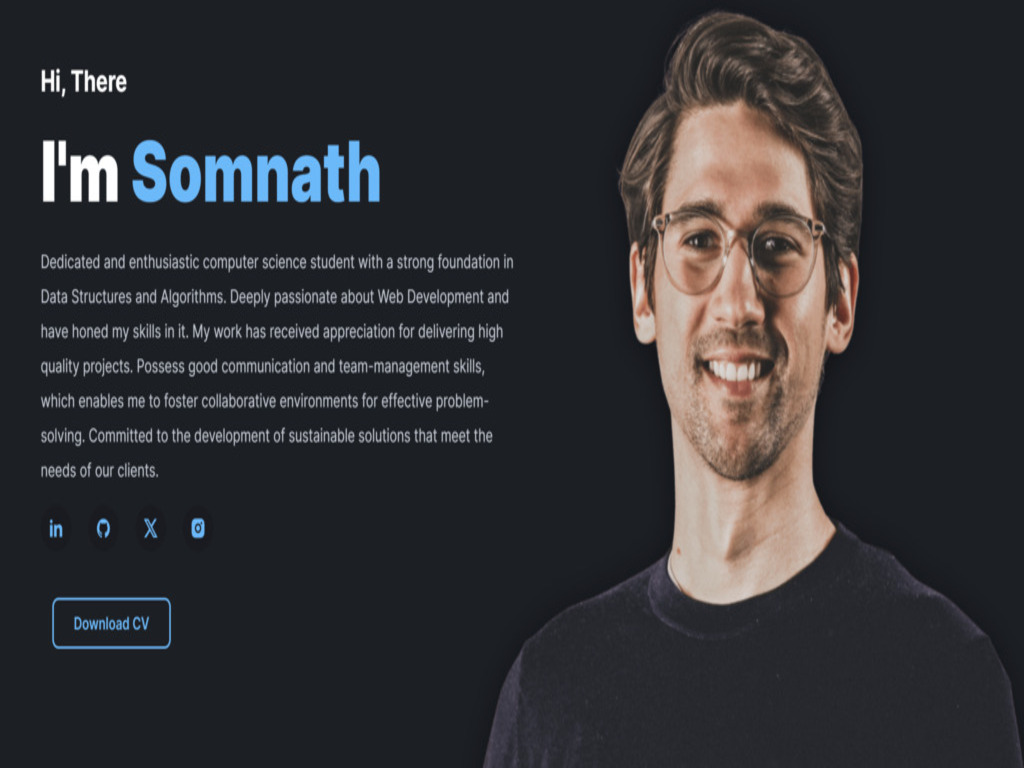 Hi, There
I'm Somnath
Dedicated and enthusiastic computer science student with a strong foundation in
Data Structures and Algorithms. Deeply passionate about Web Development and
have honed my skills in it. My work has received appreciation for delivering high
quality projects. Possess good communication and team-management skills,
which enables me to foster collaborative environments for effective problem-
solving. Committed to the development of sustainable solutions that meet the
needs of our clients.
in
Download CV